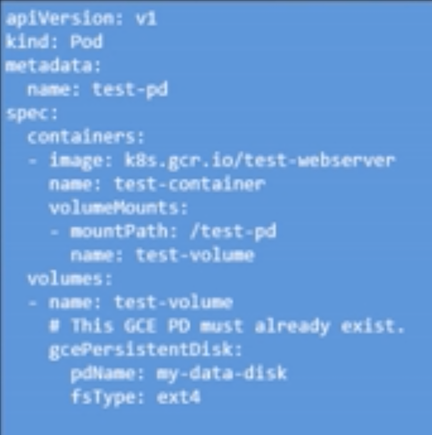 apiVersion: v1
kind: Pod
metadata:
  name: test-pd
spec:
  containers:
  - image: k8s.gcr.io/test-webserver
    name: test-container
    volumeMounts:
    - mountPath: /test-pd
      name: test-volume
  volumes:
  - name: test-volume
    # This GCE PD must already exist.
    gcePersistentDisk:
      pdName: my-data-disk
      fsType: ext4